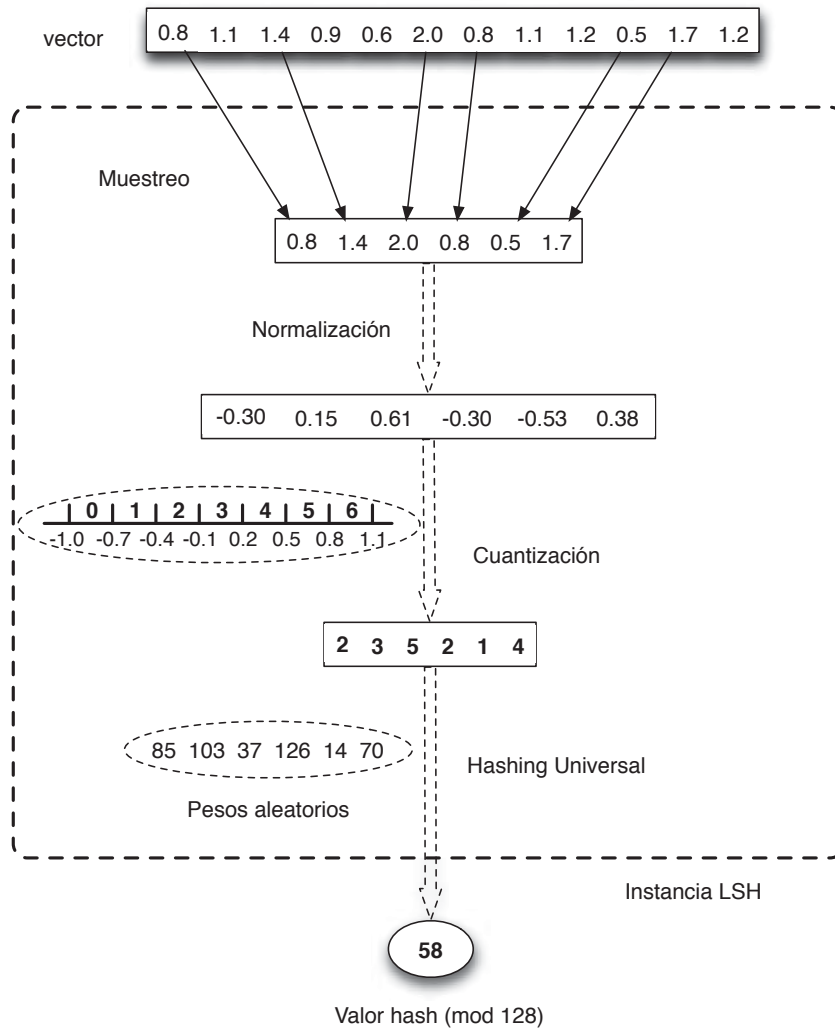 vector
0.8 1.1 1.4 0.9 0.6 2.0 0.8 1.1 1.2 0.5 1.7 1.2
Muestreo
0.8 1.4 2.0 0.8 0.5 1.7
Normalización
-0.30 0.15 0.61 -0.30 -0.53 0.38
0 1 2 3 4 5 6
-1.0 -0.7 -0.4 -0.1 0.2 0.5 0.8 1.1
Cuantización
2 3 5 2 1 4
85 103 37 126 14 70
Hashing Universal
Pesos aleatorios
Instancia LSH
58
Valor hash (mod 128)